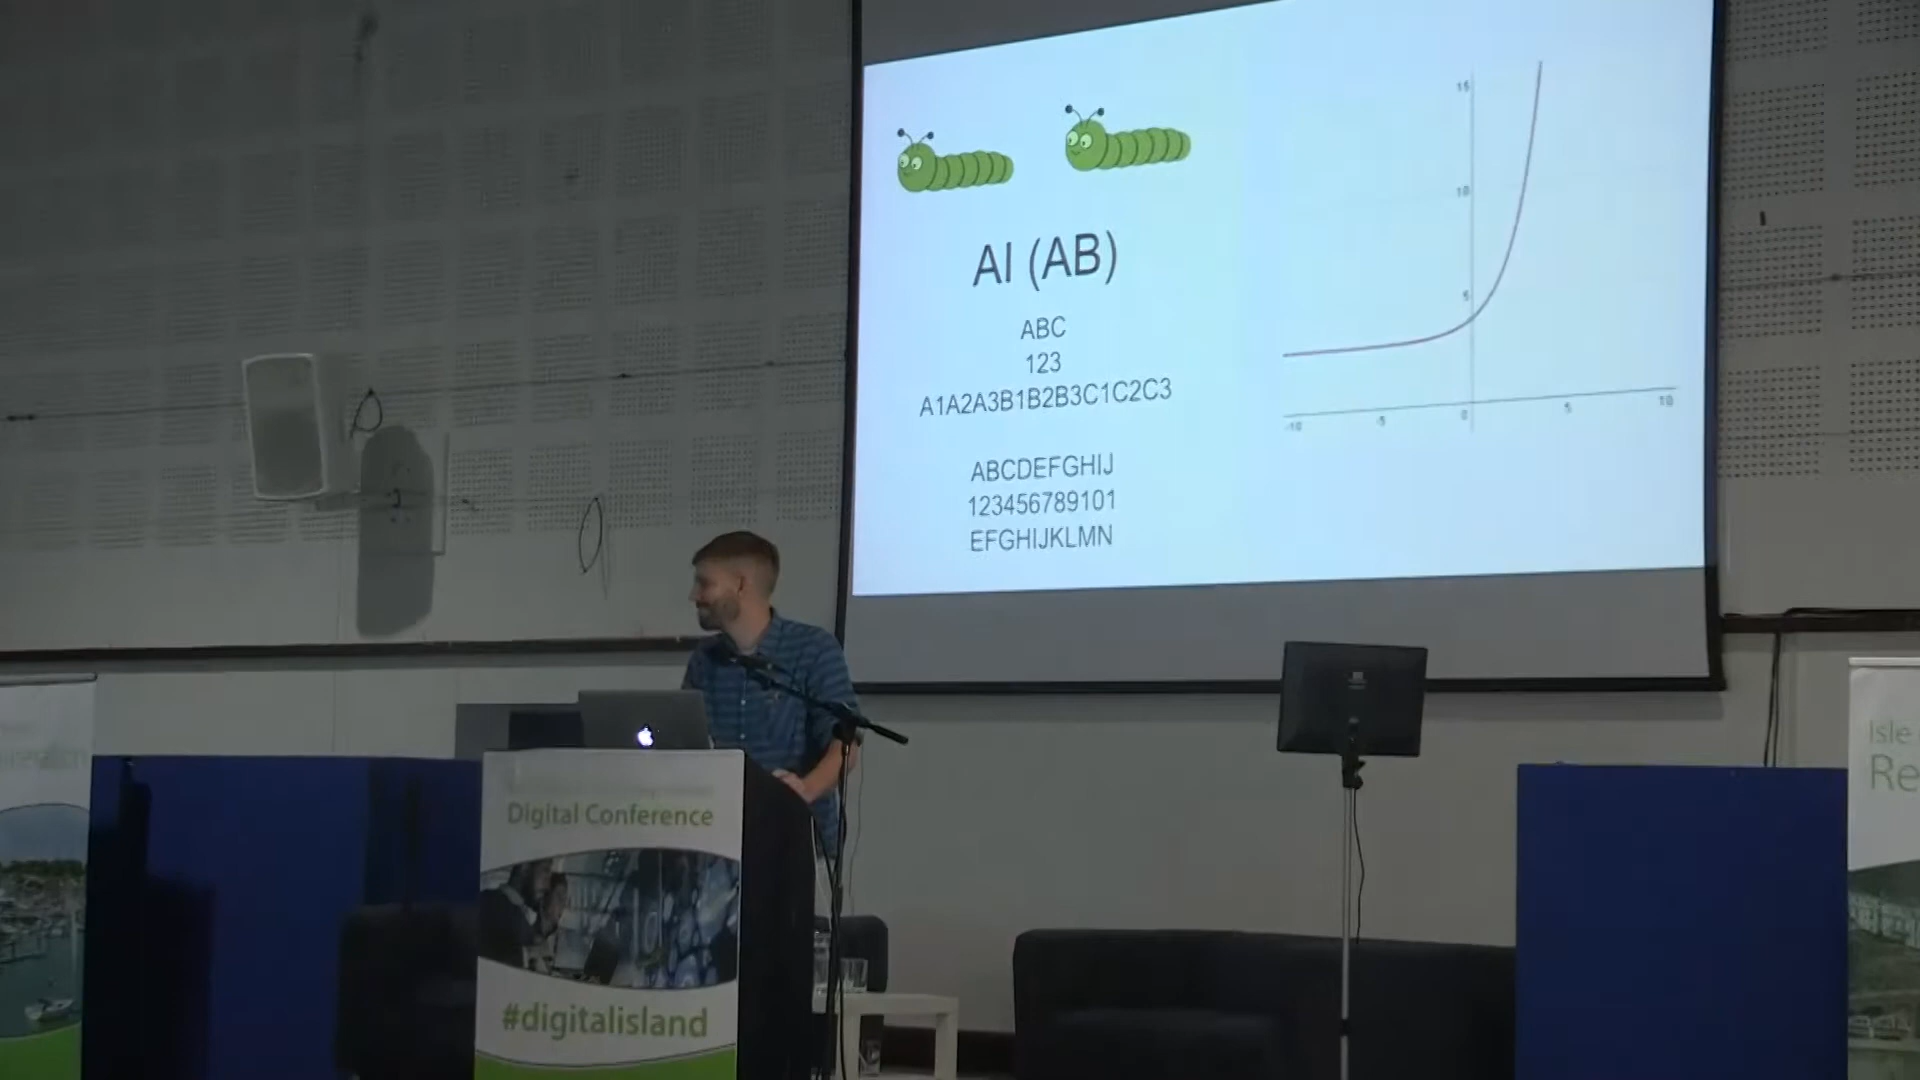 AI (AB)
ABC
123
A1A2A3B1B2B3C1C2C3
ABCDEFGHIJ
123456789101
EFGHIJKLMN
15
10
5
0
-10
-5
5
10
Digital Conference
#digitalisland
Isle
Re